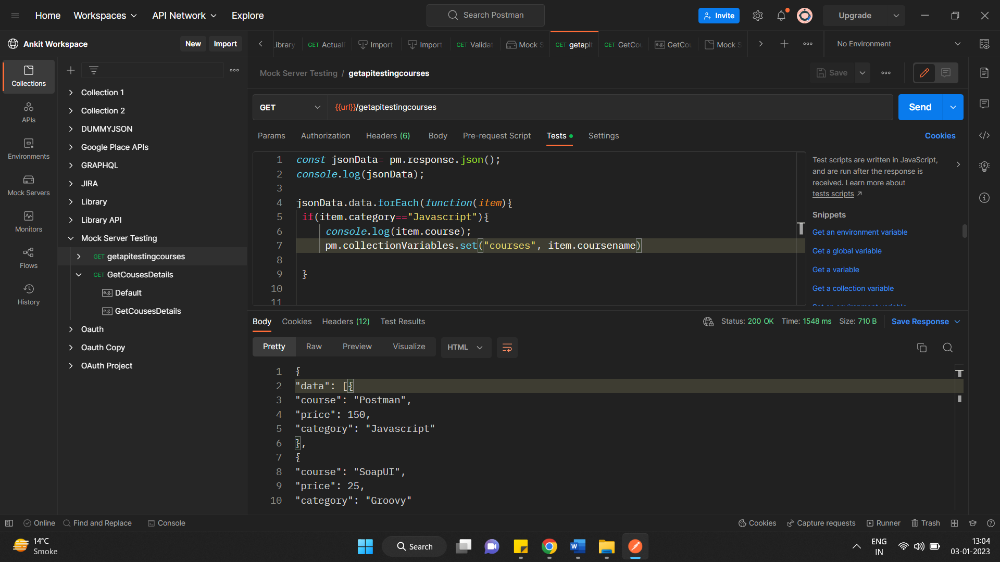 Home
Workspaces
API Network
Explore
Search Postman
Invite
Upgrade
Ankit Workspace
New
Import
GET
Import
Import
GET
Mock
GET
GET
Mock
No Environment
Collections
APIs
Environments
Mock Servers
Monitors
Flows
History
Collection 1
Collection 2
DUMMYJSON
Google Place APIs
GRAPHQL
JIRA
Library
Library API
Mock Server Testing
GET getapitestingcourses
GET GetCousesDetails
e.g. Default
e.g. GetCousesDetails
Oauth
Oauth Copy
OAuth Project
Mock Server Testing / getapitestingcourses
Save
GET
{{url}}/getapitestingcourses
Send
Params
Authorization
Headers (6)
Body
Pre-request Script
Tests
Settings
Cookies
1 const jsonData= pm.response.json();
2 console.log(jsonData);
3
4 jsonData.data.forEach(function(item){
5 if(item.category=="Javascript"){
6 console.log(item.course);
7 pm.collectionVariables.set("courses", item.coursename)
8
9 }
10
11
Test scripts are written in JavaScript,
and are run after the response is
received. Learn more about
tests scripts ↗
Snippets
Get an environment variable
Get a global variable
Get a variable
Get a collection variable
Body
Cookies
Headers (12)
Test Results
Status: 200 OK
Time: 1548 ms
Size: 710 B
Save Response
Pretty
Raw
Preview
Visualize
HTML
1 {
2 "data": [{
3 "course": "Postman",
4 "price": 150,
5 "category": "Javascript"
6 },
7 {
8 "course": "SoapUI",
9 "price": 25,
10 "category": "Groovy"
Online
Find and Replace
Console
Cookies
Capture requests
Runner
Trash
14°C
Smoke
Search
ENG
IN
13:04
03-01-2023